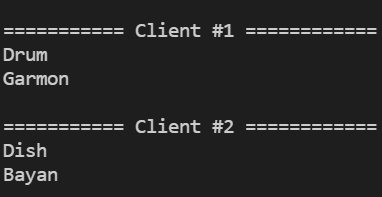 =========== Client #1 ============
Drum
Garmon
=========== Client #2 ============
Dish
Bayan